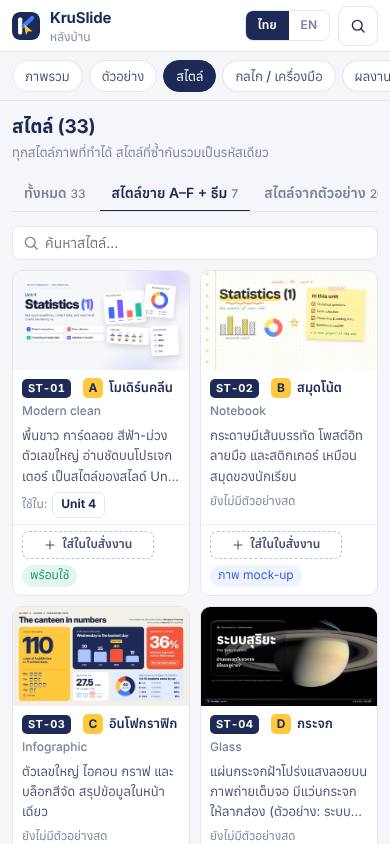 KruSlide
หลังบ้าน
ไทย EN
ภาพรวม ตัวอย่าง สไตล์ กลไก / เครื่องมือ ผลงาน
สไตล์ (33)
ทุกสไตล์ภาพที่ทำได้ สไตล์ที่ซ้ำกันรวมเป็นรหัสเดียว
ทั้งหมด 33 สไตล์ขาย A–F + ธีม 7 สไตล์จากตัวอย่าง 2
ค้นหาสไตล์...
Unit 4
Statistics (1)
ST-01 A โมเดิร์นคลีน
Modern clean
พื้นขาว การ์ดลอย สีฟ้า-ม่วง
ตัวเลขใหญ่ อ่านชัดบนโปรเจก
เตอร์ เป็นสไตล์ของสไลด์ Un...
ใช้ใน: Unit 4
ใส่ในใบสั่งงาน
พร้อมใช้
Statistics (1)
In this unit
ST-02 B สมุดโน้ต
Notebook
กระดาษมีเส้นบรรทัด โพสต์อิท
ลายมือ และสติกเกอร์ เหมือน
สมุดของนักเรียน
ยังไม่มีตัวอย่างสด
ใส่ในใบสั่งงาน
ภาพ mock-up
The canteen in numbers
110
36%
27.5
ST-03 C อินโฟกราฟิก
Infographic
ตัวเลขใหญ่ ไอคอน กราฟ และ
บล็อกสีจัด สรุปข้อมูลในหน้า
เดียว
ยังไม่มีตัวอย่างสด
ระบบสุริยะ
ST-04 D กระจก
Glass
แผ่นกระจกฝ้าโปร่งแสงลอยบน
ภาพถ่ายเต็มจอ มีแว่นกระจก
ให้ลากส่อง (ตัวอย่าง: ระบบ...
ยังไม่มีตัวอย่างสด